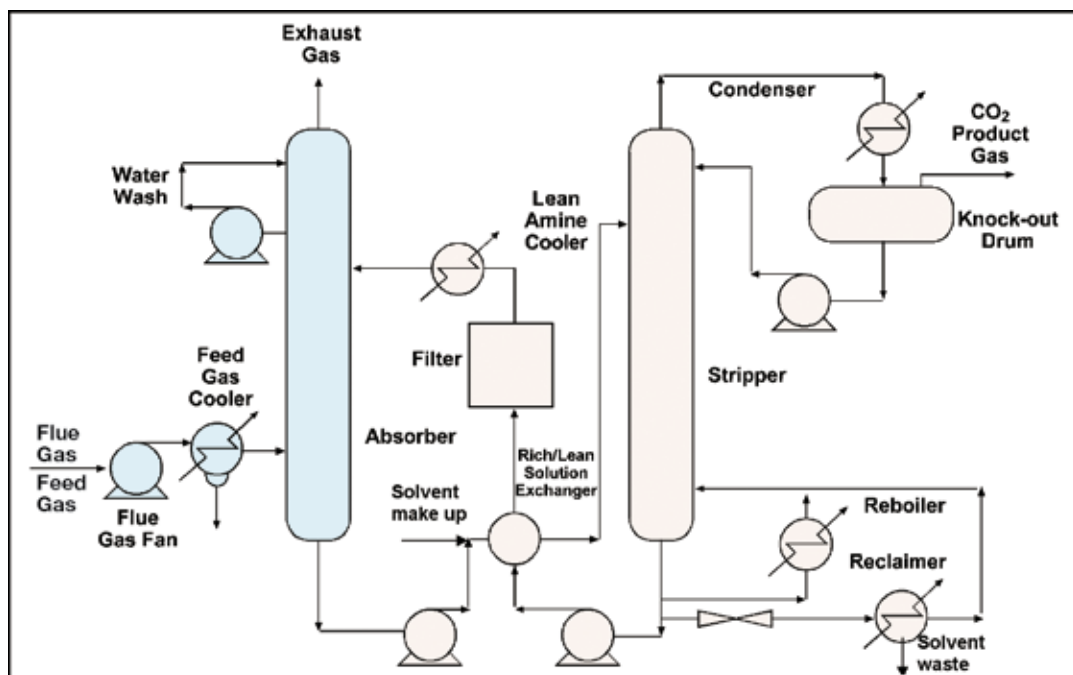 Exhaust
Gas
Condenser
CO₂
Product
Gas
Water
Wash
Lean
Amine
Cooler
Knock-out
Drum
Feed
Gas
Cooler
Filter
Stripper
Flue
Gas
Absorber
Feed
Gas
Flue
Gas Fan
Rich/Lean
Solution
Exchanger
Solvent
make up
Reboiler
Reclaimer
Solvent
waste